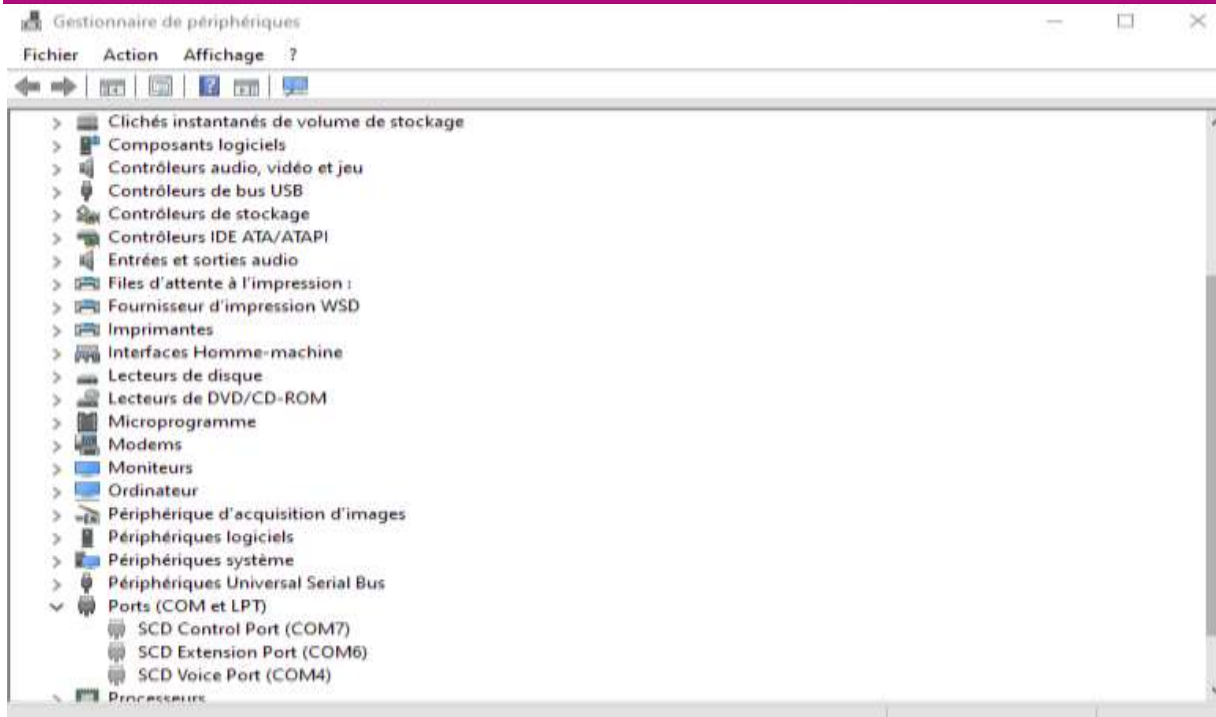 Gestionnaire de périphériques
Fichier Action Affichage ?
Clichés instantanés de volume de stockage
Composants logiciels
Contrôleurs audio, vidéo et jeu
Contrôleurs de bus USB
Contrôleurs de stockage
Contrôleurs IDE ATA/ATAPI
Entrées et sorties audio
Files d'attente à l'impression :
Fournisseur d'impression WSD
Imprimantes
Interfaces Homme-machine
Lecteurs de disque
Lecteurs de DVD/CD-ROM
Microprogramme
Modems
Moniteurs
Ordinateur
Périphérique d'acquisition d'images
Périphériques logiciels
Périphériques système
Périphériques Universal Serial Bus
Ports (COM et LPT)
SCD Control Port (COM7)
SCD Extension Port (COM6)
SCD Voice Port (COM4)
Processeurs